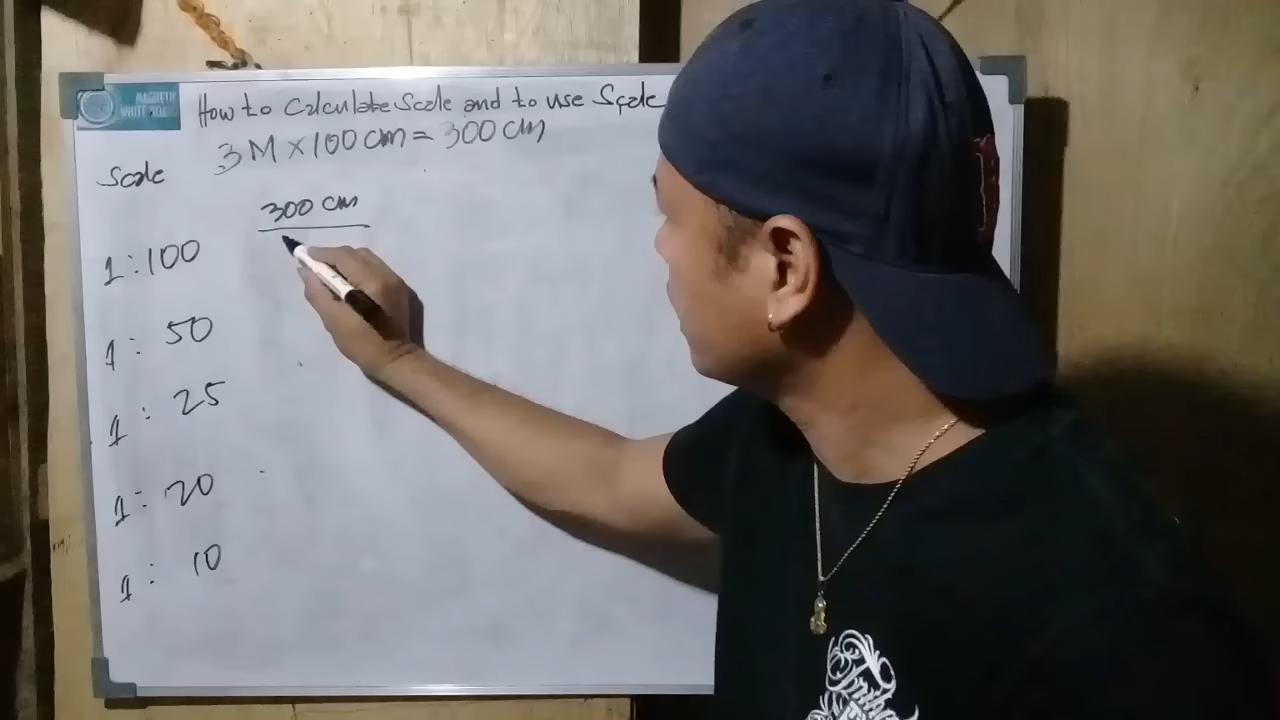 MAGNETIC
WHITE BOARD
How to Calculate Scale and to use Scale
3 M x 100 cm = 300 cm
Scale
300 cm
1:100
1: 50
1: 25
1: 20
1: 10